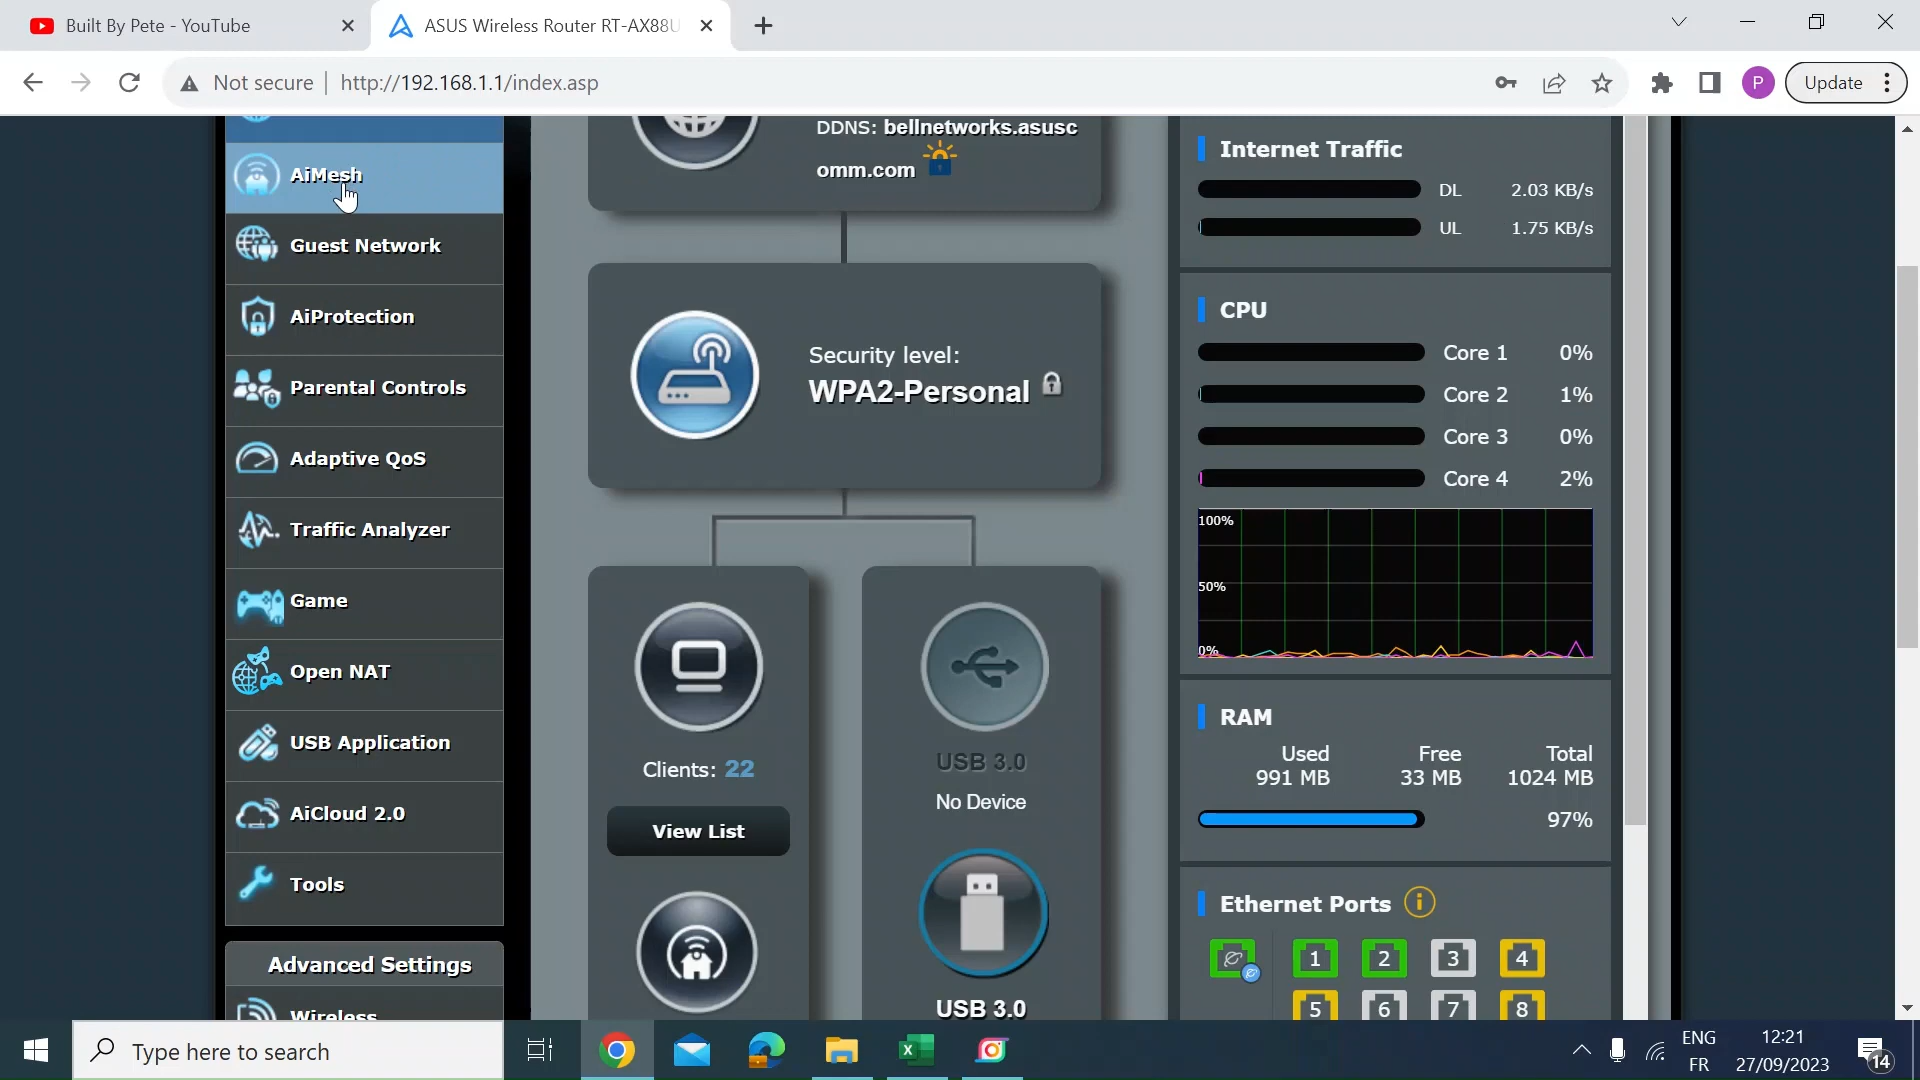 Built By Pete - YouTube
ASUS Wireless Router RT-AX88U
Not secure
http://192.168.1.1/index.asp
P
Update
AiMesh
Guest Network
AiProtection
Parental Controls
Adaptive QoS
Traffic Analyzer
Game
Open NAT
USB Application
AiCloud 2.0
Tools
Advanced Settings
Wireless
DDNS: bellnetworks.asusc
omm.com
Security level:
WPA2-Personal
Clients: 22
View List
USB 3.0
No Device
USB 3.0
Internet Traffic
DL 2.03 KB/s
UL 1.75 KB/s
CPU
Core 1 0%
Core 2 1%
Core 3 0%
Core 4 2%
100%
50%
0%
RAM
Used Free Total
991 MB 33 MB 1024 MB
97%
Ethernet Ports
1 2 3 4
5 6 7 8
Type here to search
ENG
FR
12:21
27/09/2023
14